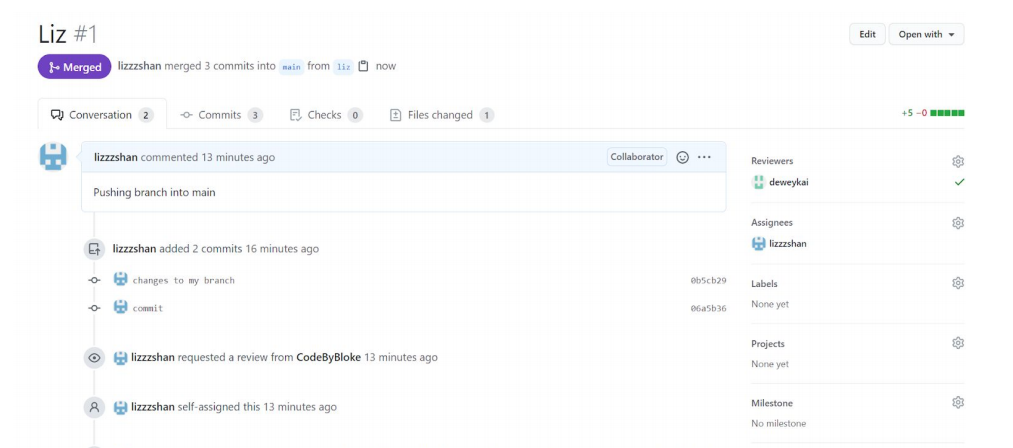 Liz #1
Edit
Open with
Merged
lizzzshan merged 3 commits into main from liz now
Conversation 2
Commits 3
Checks 0
Files changed 1
+5 −0
lizzzshan commented 13 minutes ago
Collaborator
Pushing branch into main
lizzzshan added 2 commits 16 minutes ago
changes to my branch 0b5cb29
commit 06a5b36
lizzzshan requested a review from CodeByBloke 13 minutes ago
lizzzshan self-assigned this 13 minutes ago
Reviewers
deweykai
Assignees
lizzzshan
Labels
None yet
Projects
None yet
Milestone
No milestone